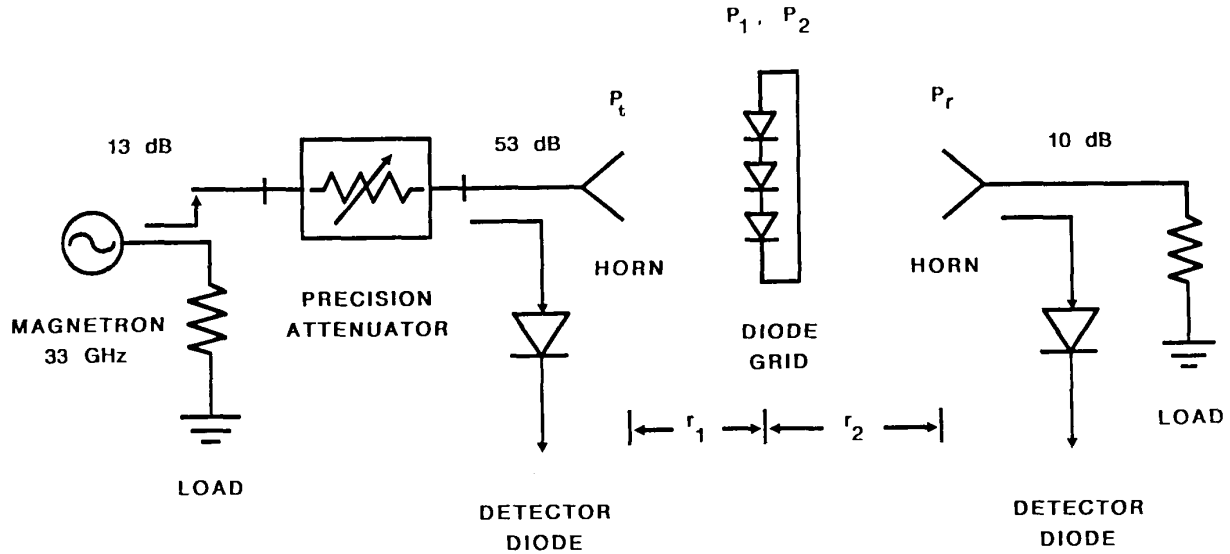 P1 , P2
Pt
Pr
13 dB
53 dB
10 dB
HORN
HORN
MAGNETRON
33 GHz
PRECISION
ATTENUATOR
DIODE
GRID
r1
r2
LOAD
LOAD
DETECTOR
DIODE
DETECTOR
DIODE